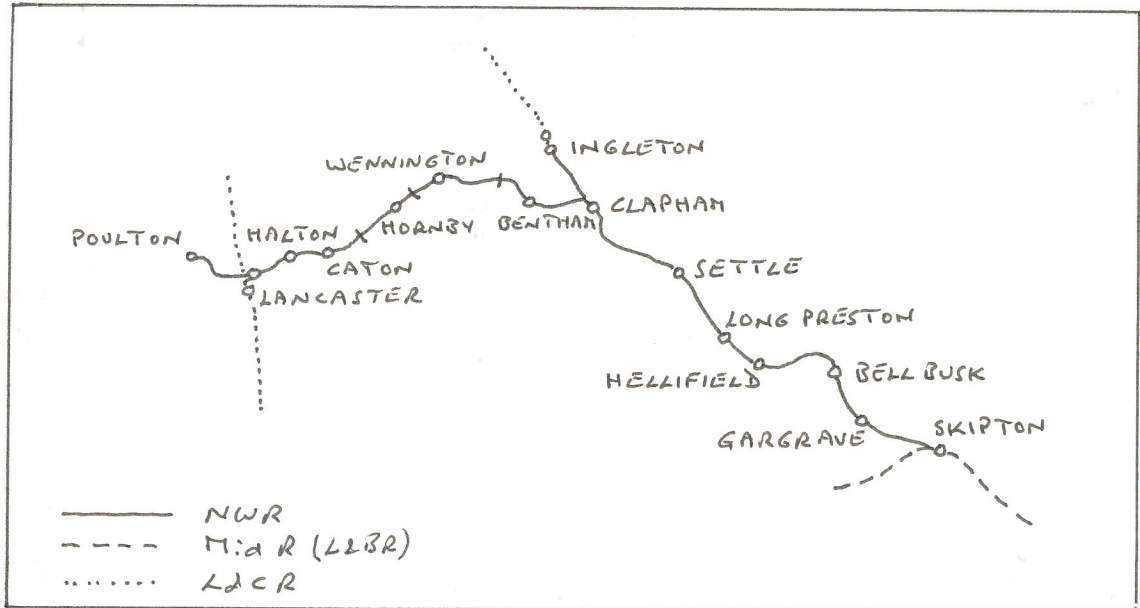 INGLETON
WENNINGTON
CLAPHAM
HORNBY
BENTHAM
POULTON
HALTON
CATON
LANCASTER
SETTLE
LONG PRESTON
HELLIFIELD
BELL BUSK
GARGRAVE
SKIPTON
NWR
Mid R (L&BR)
L&CR